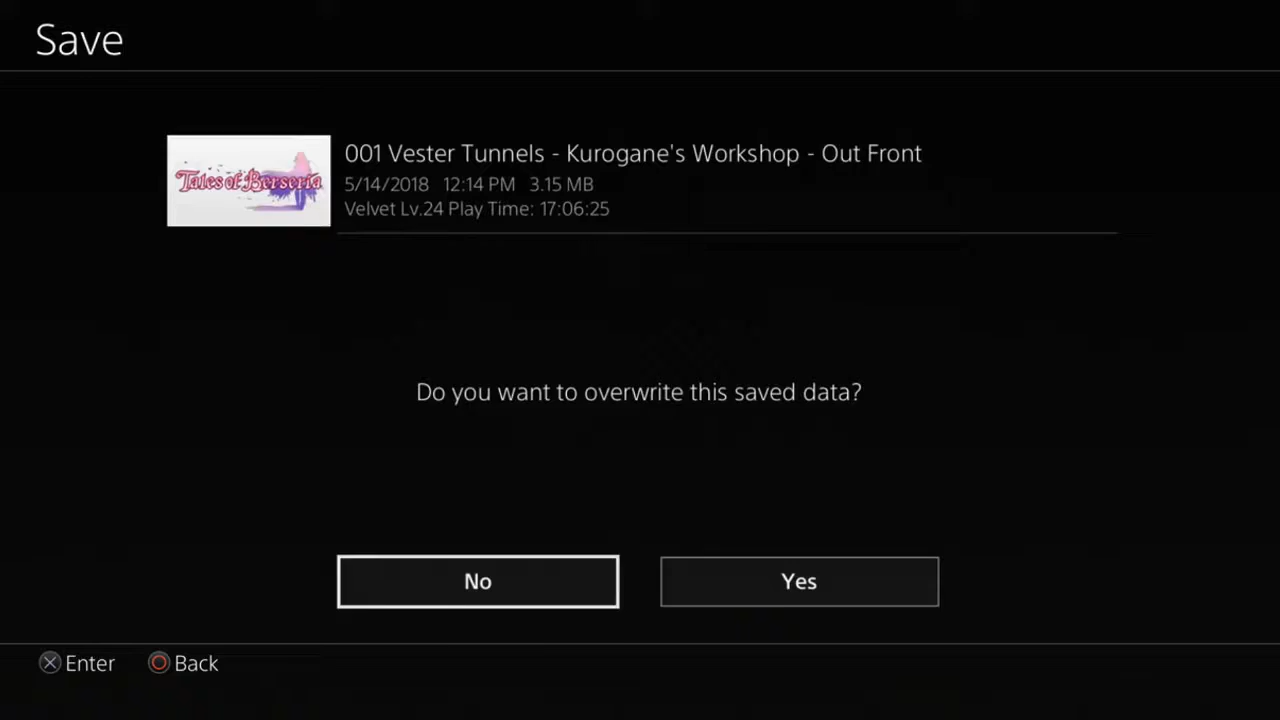 Save
Tales of Berseria
001 Vester Tunnels - Kurogane's Workshop - Out Front
5/14/2018 12:14 PM 3.15 MB
Velvet Lv.24 Play Time: 17:06:25
Do you want to overwrite this saved data?
No
Yes
Enter
Back